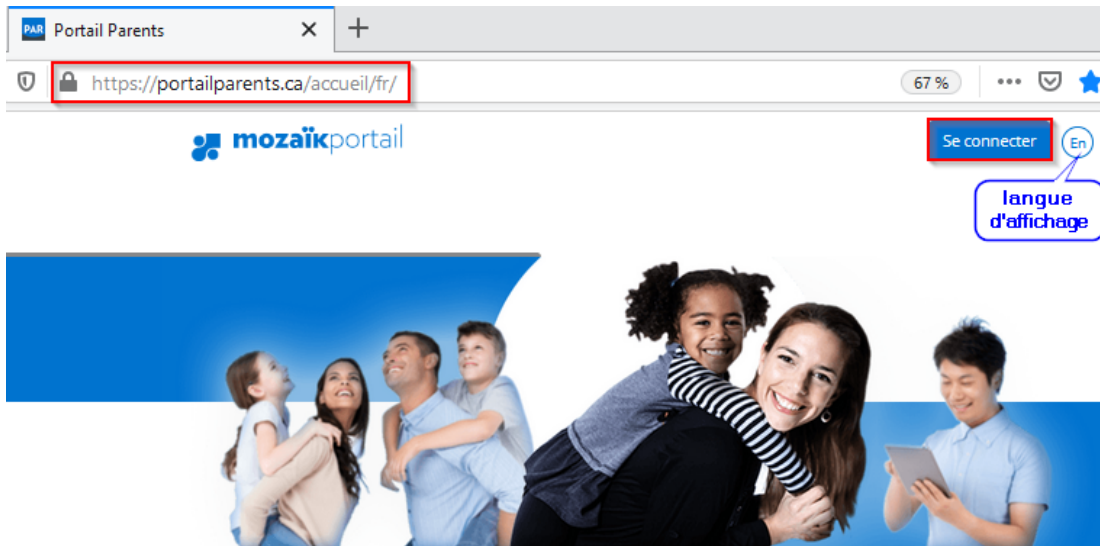 PAR Portail Parents
https://portailparents.ca/accueil/fr/
67 %
mozaïkportail
Se connecter
En
langue
d'affichage